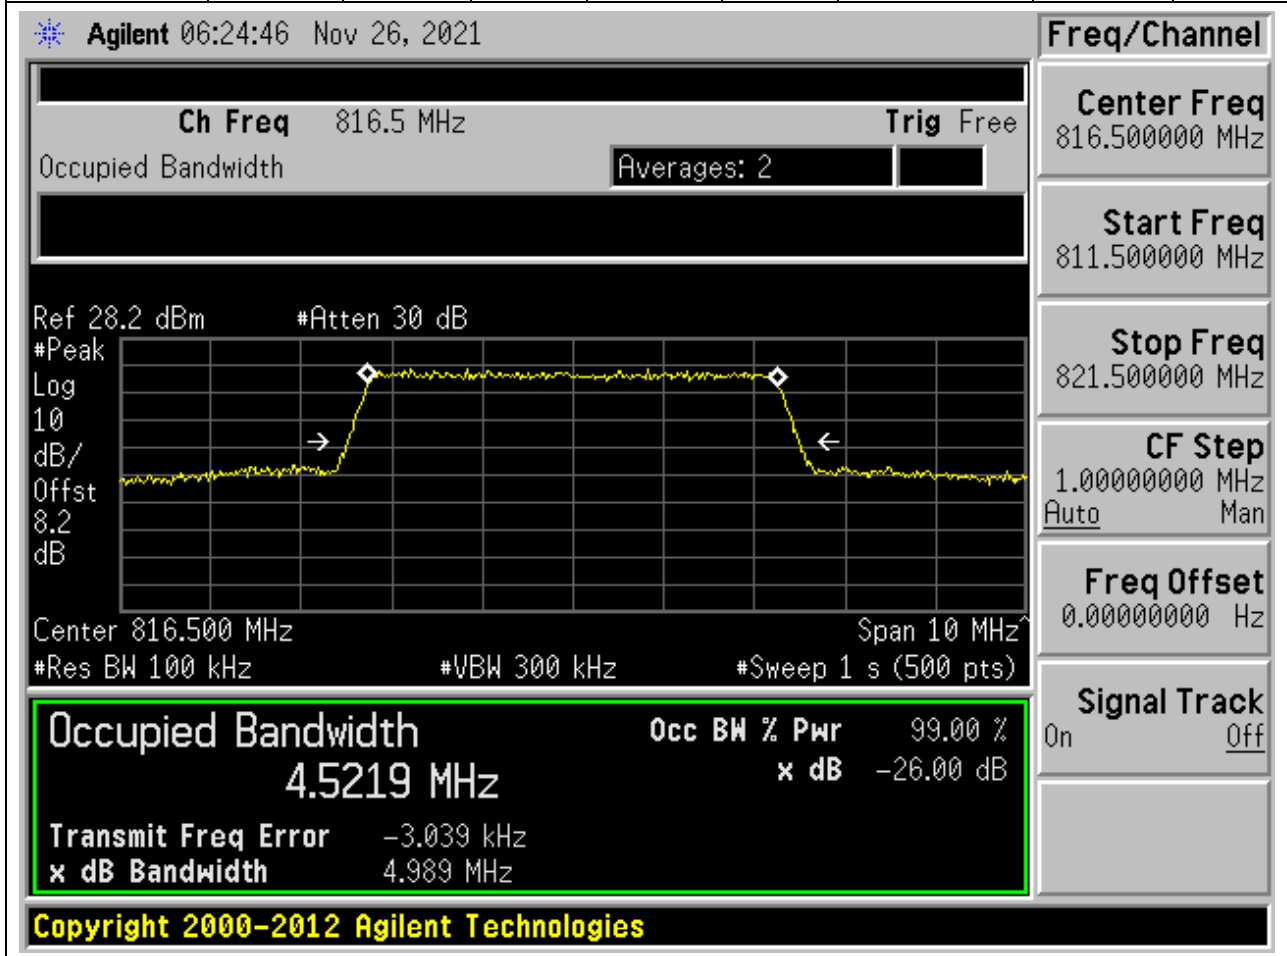 Agilent 06:24:46 Nov 26, 2021
Ch Freq 816.5 MHz Trig Free
Occupied Bandwidth Averages: 2
Ref 28.2 dBm #Atten 30 dB
#Peak
Log
10
dB/
Offst
8.2
dB
Center 816.500 MHz Span 10 MHz^
#Res BW 100 kHz #VBW 300 kHz #Sweep 1 s (500 pts)
Occupied Bandwidth Occ BW % Pwr 99.00 %
4.5219 MHz x dB -26.00 dB
Transmit Freq Error -3.039 kHz
x dB Bandwidth 4.989 MHz
Copyright 2000-2012 Agilent Technologies
Freq/Channel
Center Freq
816.500000 MHz
Start Freq
811.500000 MHz
Stop Freq
821.500000 MHz
CF Step
1.00000000 MHz
Auto Man
Freq Offset
0.00000000 Hz
Signal Track
On Off